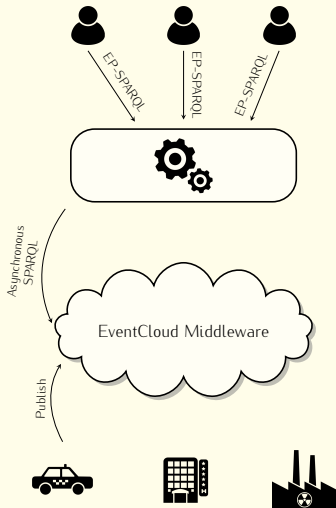 EP-SPARQL
EP-SPARQL
EP-SPARQL
Asynchronous
SPARQL
EventCloud Middleware
Publish